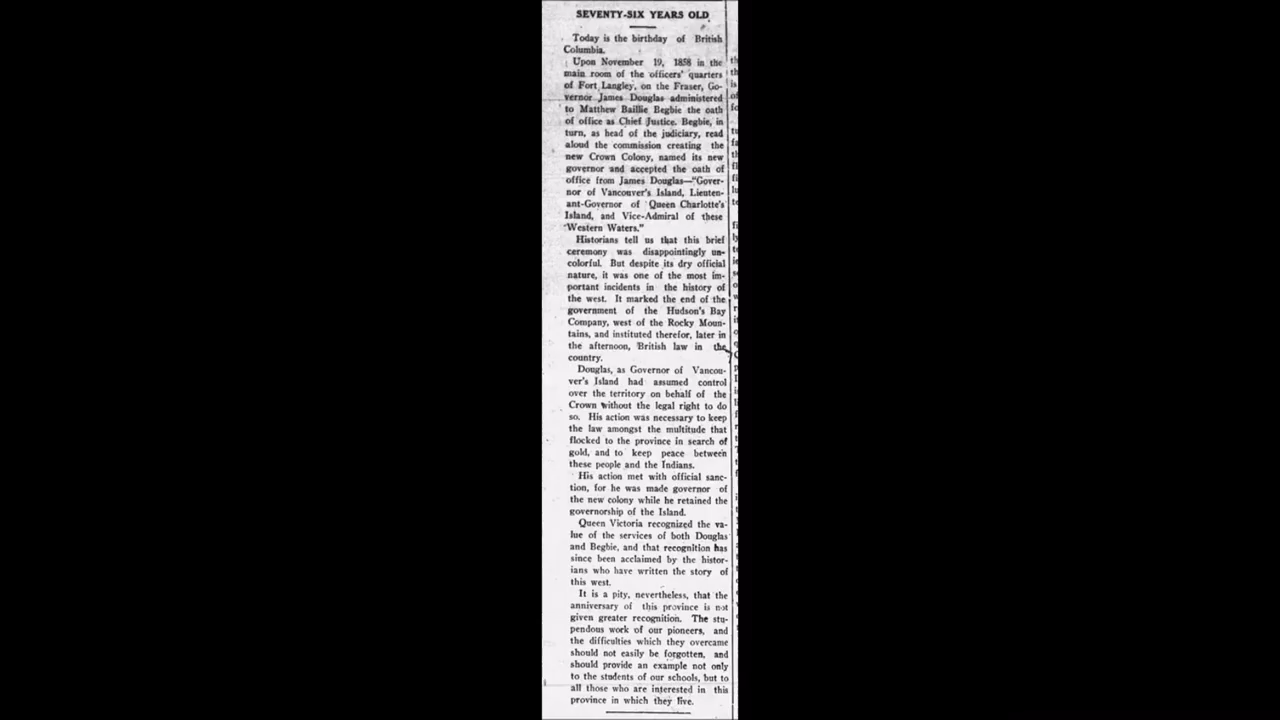 SEVENTY-SIX YEARS OLD
Today is the birthday of British
Columbia.
Upon November 19, 1858 in the
main room of the officers' quarters
of Fort Langley, on the Fraser, Go-
vernor James Douglas administered
to Matthew Baillie Begbie the oath
of office as Chief Justice. Begbie, in
turn, as head of the judiciary, read
aloud the commission creating the
new Crown Colony, named its new
governor and accepted the oath of
office from James Douglas—"Gover-
nor of Vancouver's Island, Lieuten-
ant-Governor of Queen Charlotte's
Island, and Vice-Admiral of these
Western Waters."
Historians tell us that this brief
ceremony was disappointingly un-
colorful. But despite its dry official
nature, it was one of the most im-
portant incidents in the history of
the west. It marked the end of the
government of the Hudson's Bay
Company, west of the Rocky Moun-
tains, and instituted therefor, later in
the afternoon, British law in the
country.
Douglas, as Governor of Vancou-
ver's Island had assumed control
over the territory on behalf of the
Crown without the legal right to do
so. His action was necessary to keep
the law amongst the multitude that
flocked to the province in search of
gold, and to keep peace between
these people and the Indians.
His action met with official sanc-
tion, for he was made governor of
the new colony while he retained the
governorship of the Island.
Queen Victoria recognized the va-
lue of the services of both Douglas
and Begbie, and that recognition has
since been acclaimed by the histor-
ians who have written the story of
this west.
It is a pity, nevertheless, that the
anniversary of this province is not
given greater recognition. The stu-
pendous work of our pioneers, and
the difficulties which they overcame
should not easily be forgotten, and
should provide an example not only
to the students of our schools, but to
all those who are interested in this
province in which they live.